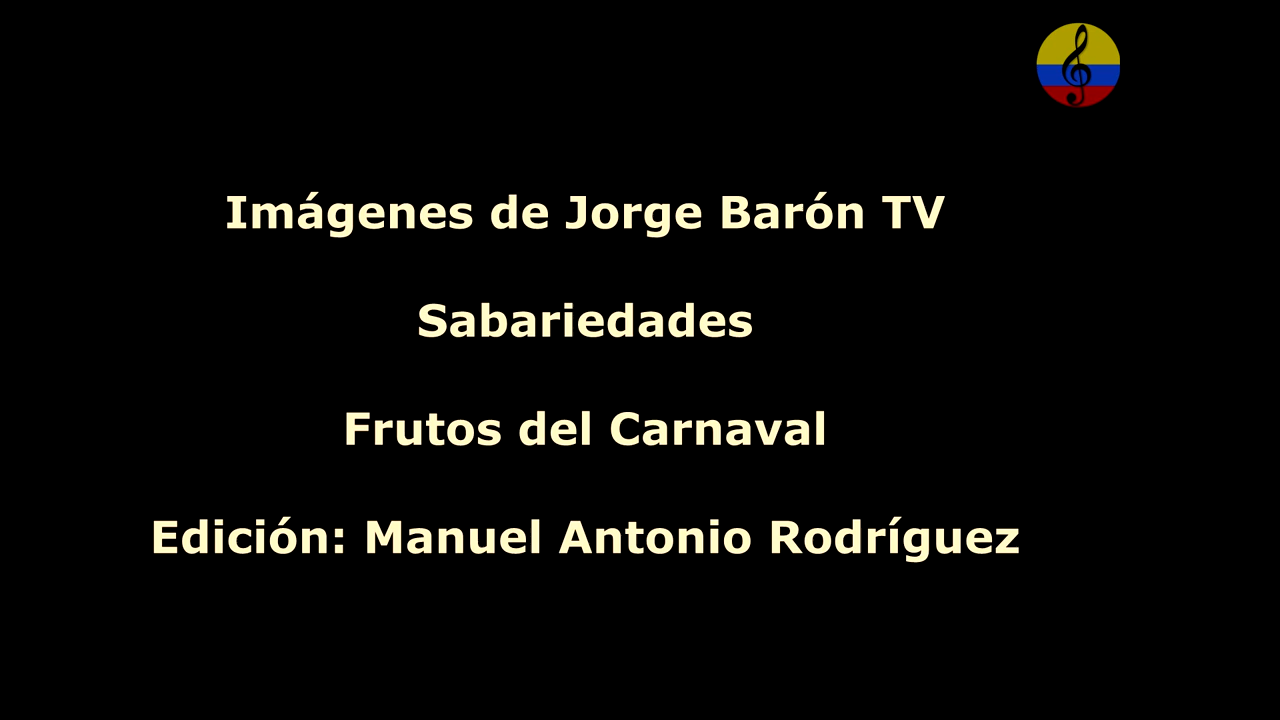 Imágenes de Jorge Barón TV
Sabariedades
Frutos del Carnaval
Edición: Manuel Antonio Rodríguez